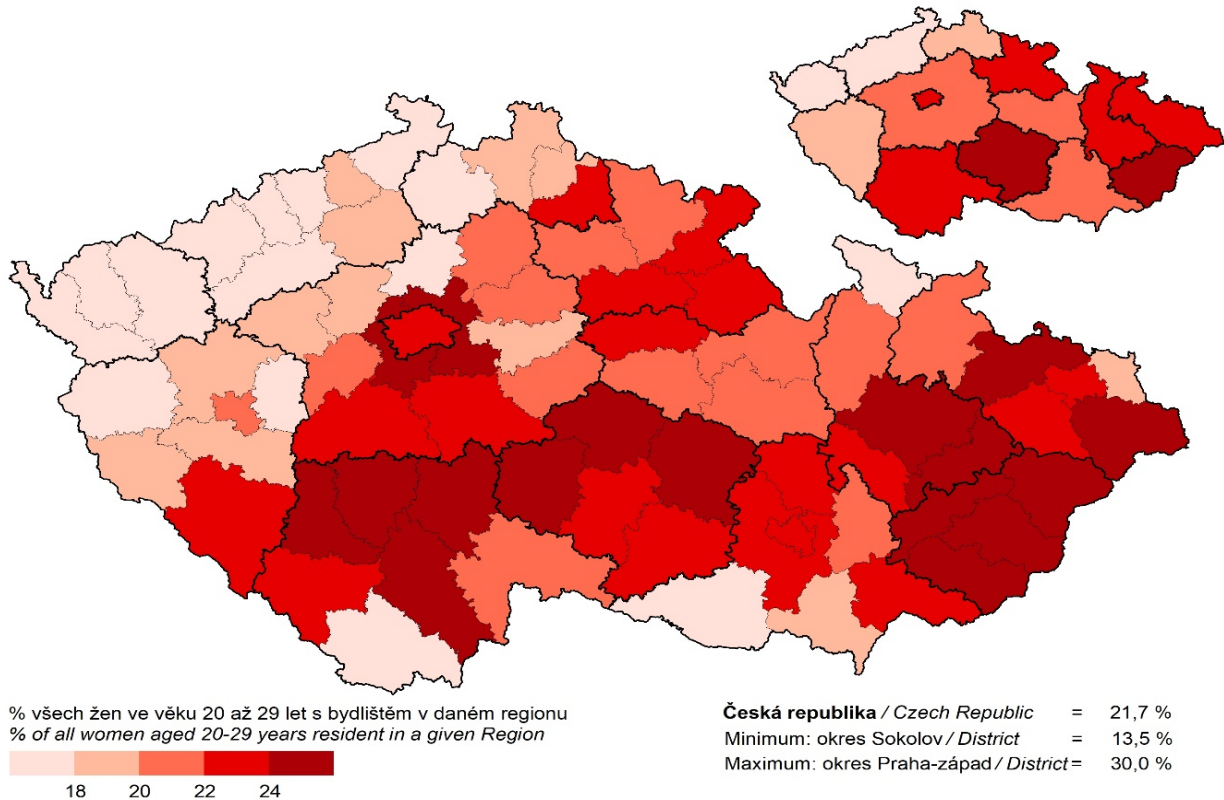 % všech žen ve věku 20 až 29 let s bydlištěm v daném regionu
% of all women aged 20-29 years resident in a given Region
18 20 22 24
Česká republika / Czech Republic = 21,7 %
Minimum: okres Sokolov / District = 13,5 %
Maximum: okres Praha-západ / District = 30,0 %